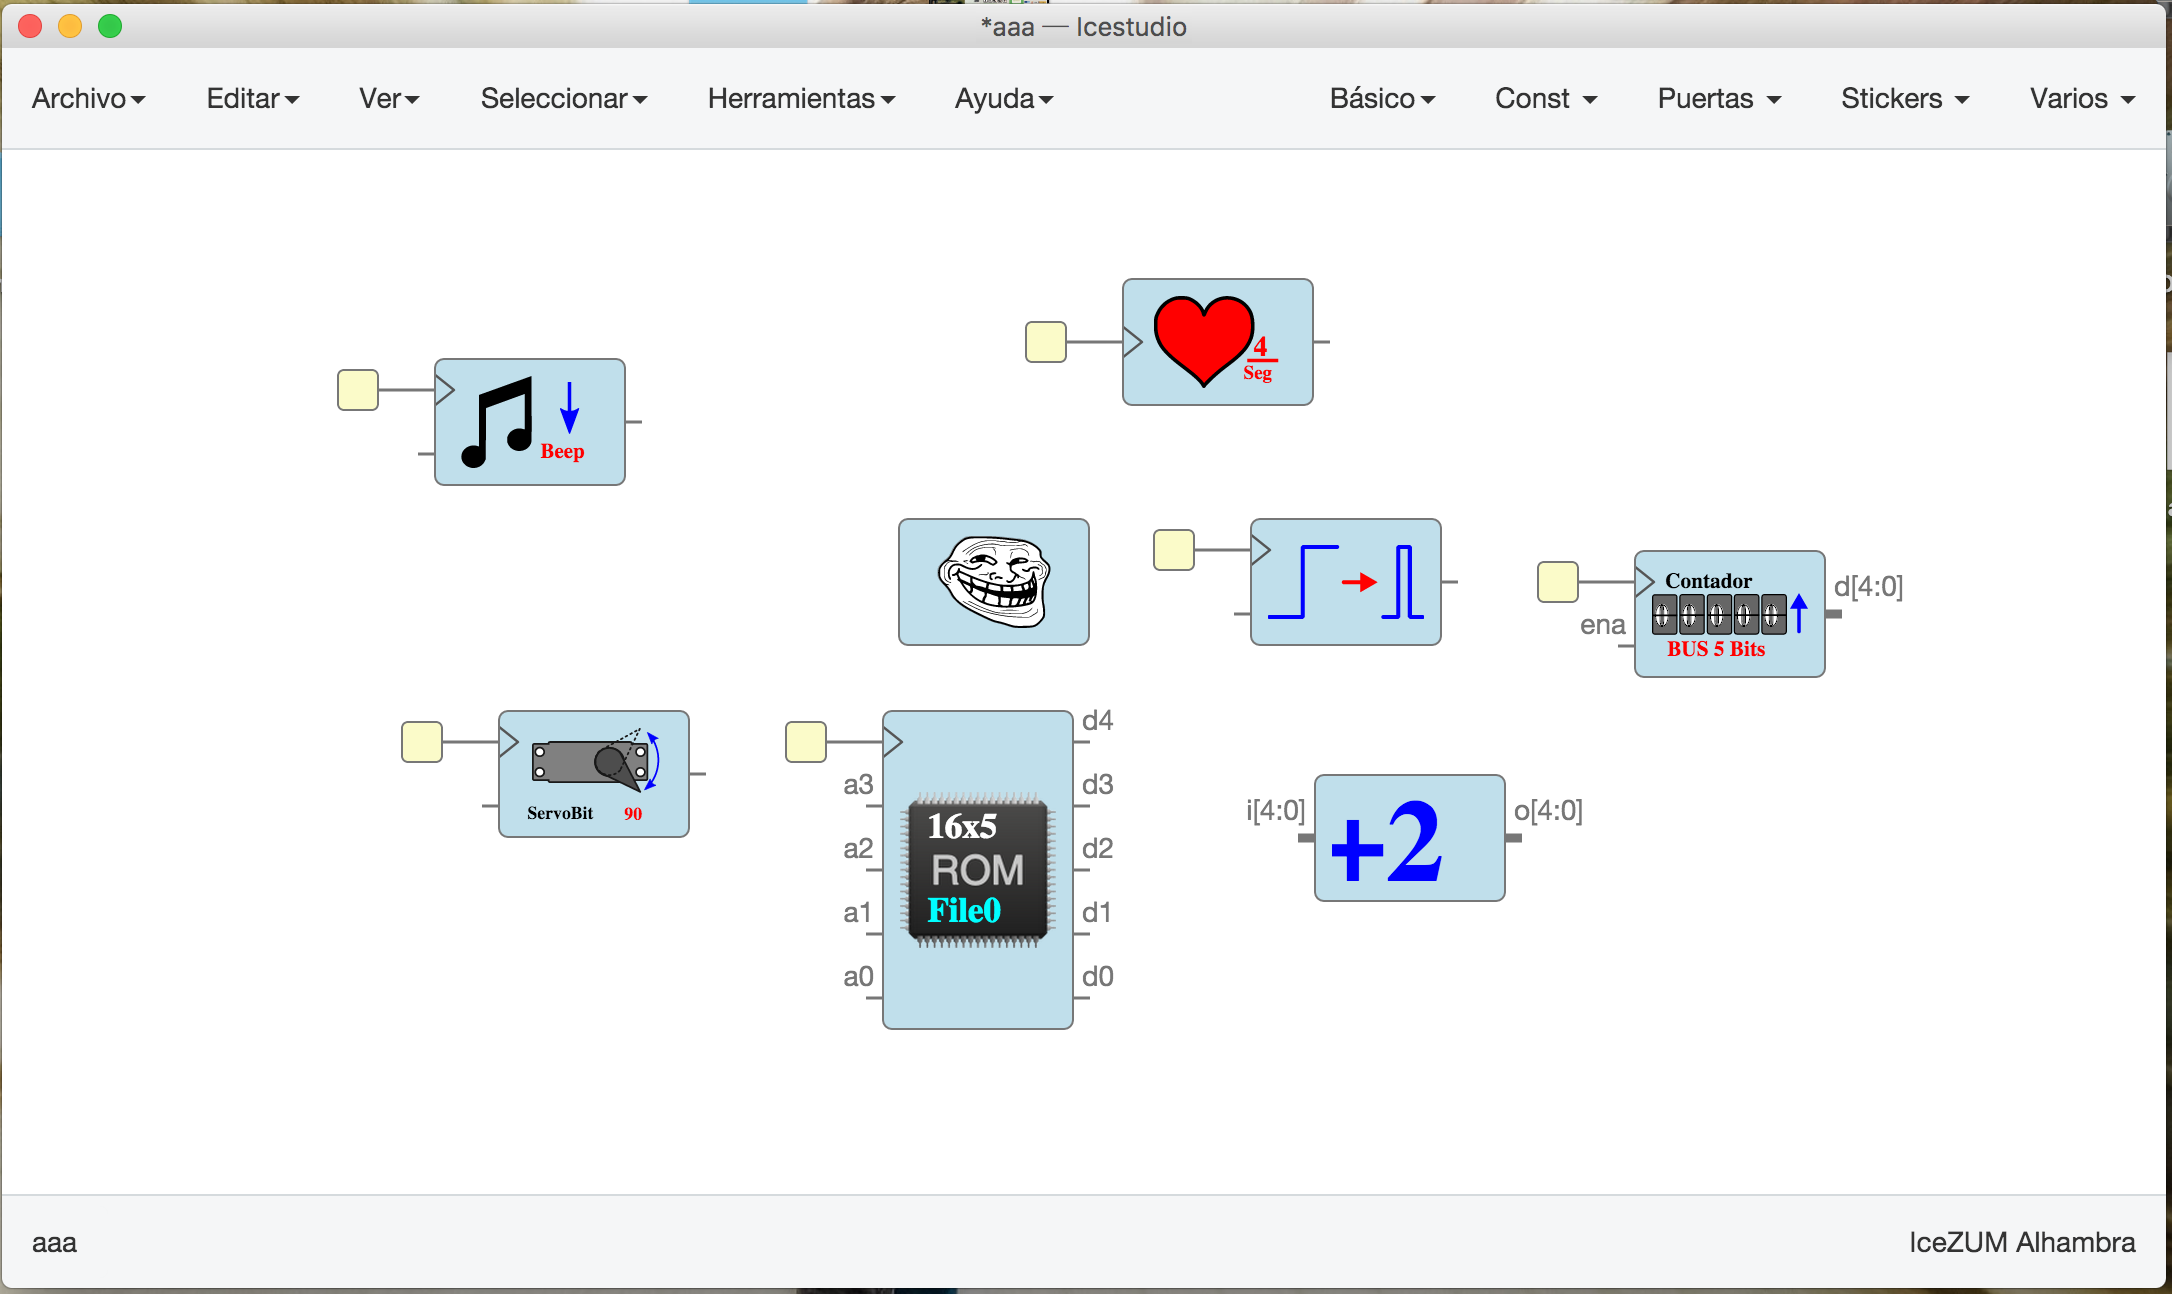 *aaa — Icestudio
Archivo Editar Ver Seleccionar Herramientas Ayuda Básico Const Puertas Stickers Varios
4
Seg
Beep
Contador
0 0 0 0 0
BUS 5 Bits
ena
d[4:0]
ServoBit 90
a3
a2
a1
a0
16x5
ROM
File0
d4
d3
d2
d1
d0
i[4:0]
+2
o[4:0]
aaa
IceZUM Alhambra